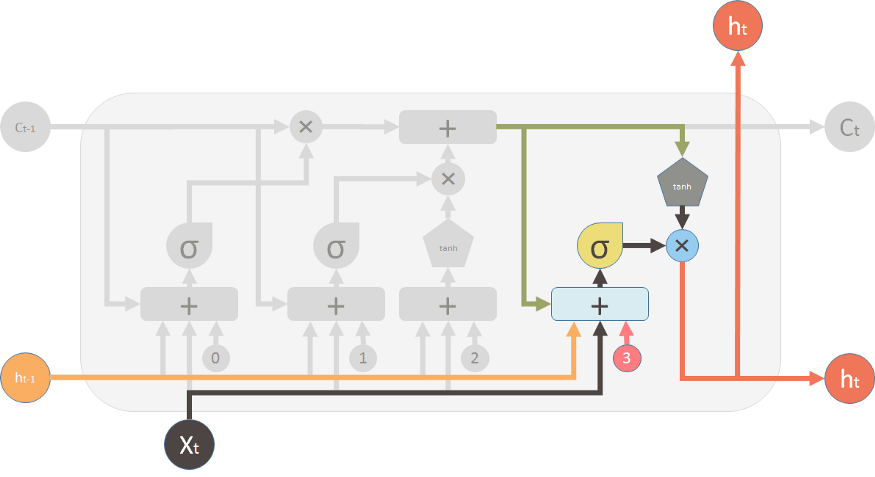 ht
Ct-1
×
+
Ct
×
tanh
σ
σ
tanh
σ
×
+
+
+
+
0
1
2
3
ht-1
ht
Xt